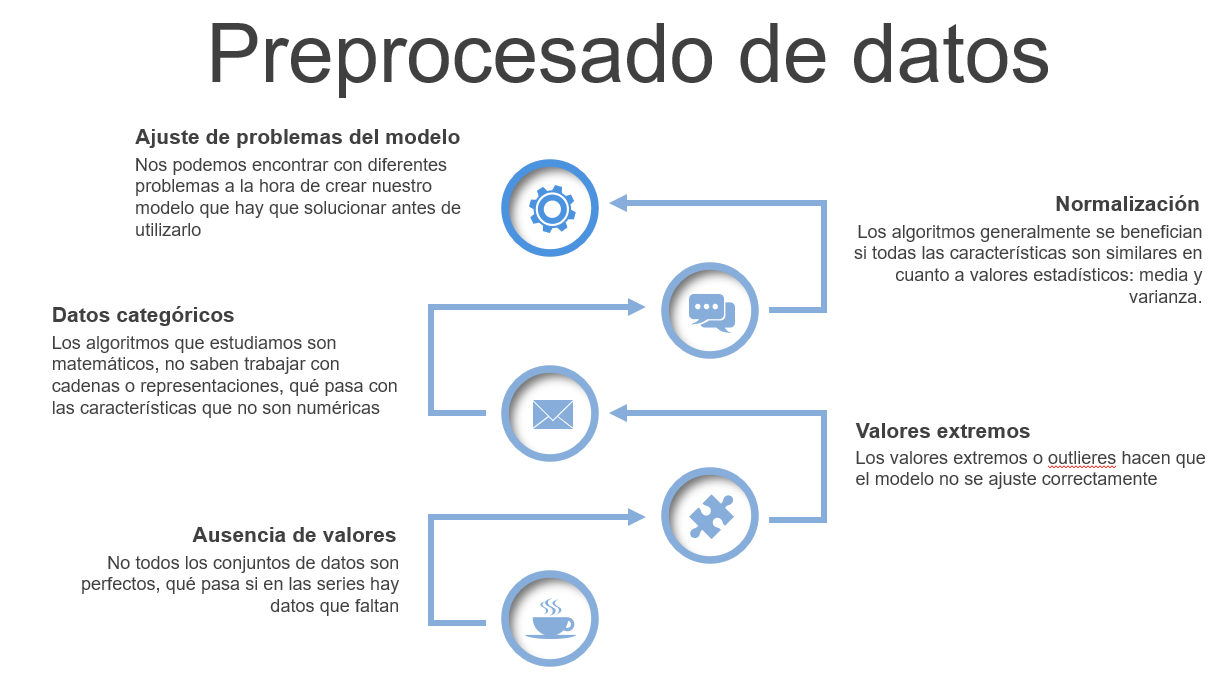 Preprocesado de datos
Ajuste de problemas del modelo
Nos podemos encontrar con diferentes
problemas a la hora de crear nuestro
modelo que hay que solucionar antes de
utilizarlo
Normalización
Los algoritmos generalmente se benefician
si todas las características son similares en
cuanto a valores estadísticos: media y
varianza.
Datos categóricos
Los algoritmos que estudiamos son
matemáticos, no saben trabajar con
cadenas o representaciones, qué pasa con
las características que no son numéricas
Valores extremos
Los valores extremos o outlieres hacen que
el modelo no se ajuste correctamente
Ausencia de valores
No todos los conjuntos de datos son
perfectos, qué pasa si en las series hay
datos que faltan